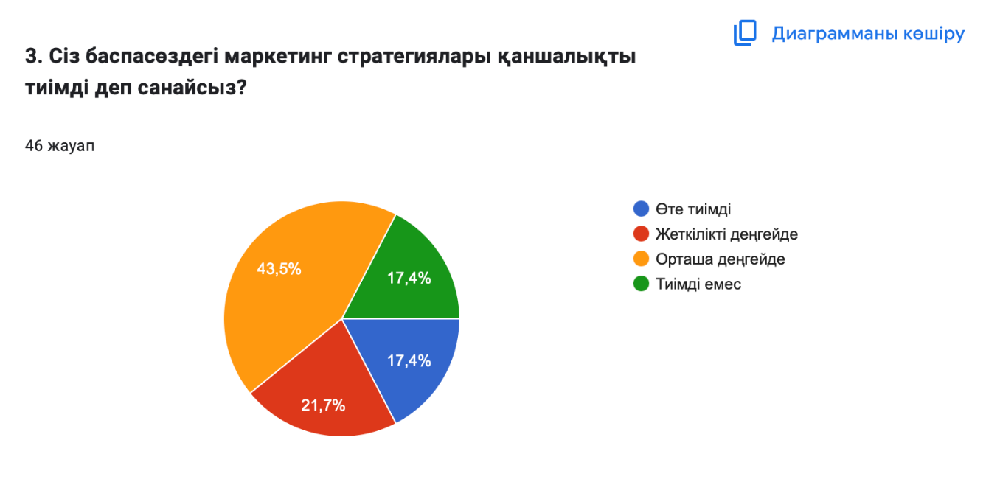 Диаграмманы көшіру
3. Сіз баспасөздегі маркетинг стратегиялары қаншалықты
тиімді деп санайсыз?
46 жауап
Өте тиімді
Жеткілікті деңгейде
Орташа деңгейде
Тиімді емес
43,5%
17,4%
17,4%
21,7%